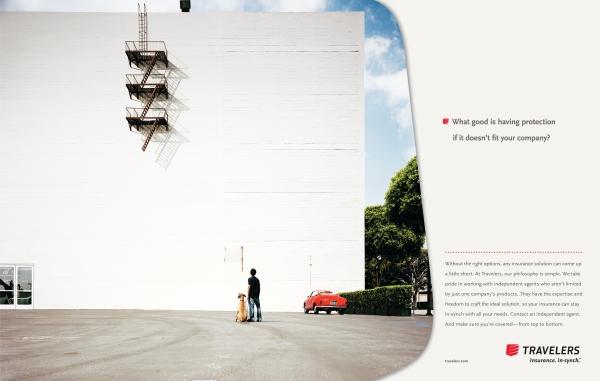 What good is having protection
if it doesn't fit your company?
Without the right options, any insurance solution can come up
a little short. At Travelers, our philosophy is simple. We take
pride in working with independent agents who aren't limited
by just one company's products. They have the expertise and
freedom to craft the ideal solution, so your insurance can stay
in-synch with all your needs. Contact an independent agent.
And make sure you're covered—from top to bottom.
travelers.com
TRAVELERS
Insurance. In-synch.